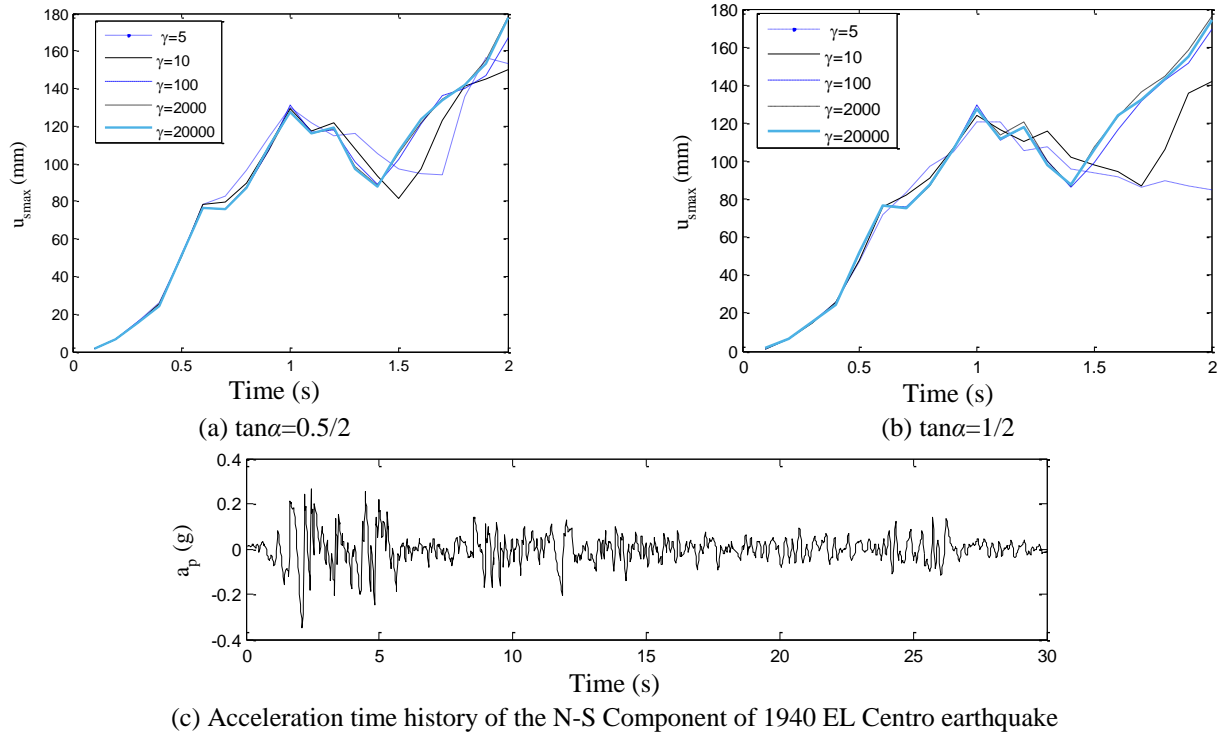 180
160
140
120
100
80
60
40
20
0
u_smax (mm)
γ=5
γ=10
γ=100
γ=2000
γ=20000
0 0.5 1 1.5 2
Time (s)
(a) tanα=0.5/2
180
160
140
120
100
80
60
40
20
0
u_smax (mm)
γ=5
γ=10
γ=100
γ=2000
γ=20000
0 0.5 1 1.5 2
Time (s)
(b) tanα=1/2
0.4
0.2
0
-0.2
-0.4
a_p (g)
0 5 10 15 20 25 30
Time (s)
(c) Acceleration time history of the N-S Component of 1940 EL Centro earthquake